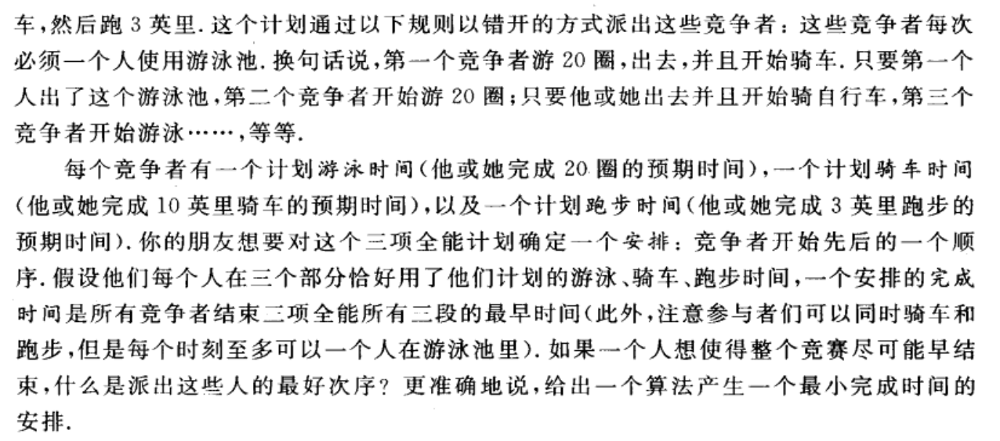 车,然后跑 3 英里.这个计划通过以下规则以错开的方式派出这些竞争者：这些竞争者每次
必须一个人使用游泳池.换句话说,第一个竞争者游 20 圈,出去,并且开始骑车.只要第一个
人出了这个游泳池,第二个竞争者开始游 20 圈;只要他或她出去并且开始骑自行车,第三个
竞争者开始游泳……,等等.
每个竞争者有一个计划游泳时间(他或她完成 20 圈的预期时间),一个计划骑车时间
(他或她完成 10 英里骑车的预期时间),以及一个计划跑步时间(他或她完成 3 英里跑步的
预期时间).你的朋友想要对这个三项全能计划确定一个安排：竞争者开始先后的一个顺
序.假设他们每个人在三个部分恰好用了他们计划的游泳、骑车、跑步时间,一个安排的完成
时间是所有竞争者结束三项全能所有三段的最早时间(此外,注意参与者们可以同时骑车和
跑步,但是每个时刻至多可以一个人在游泳池里).如果一个人想使得整个竞赛尽可能早结
束,什么是派出这些人的最好次序？更准确地说,给出一个算法产生一个最小完成时间的
安排.